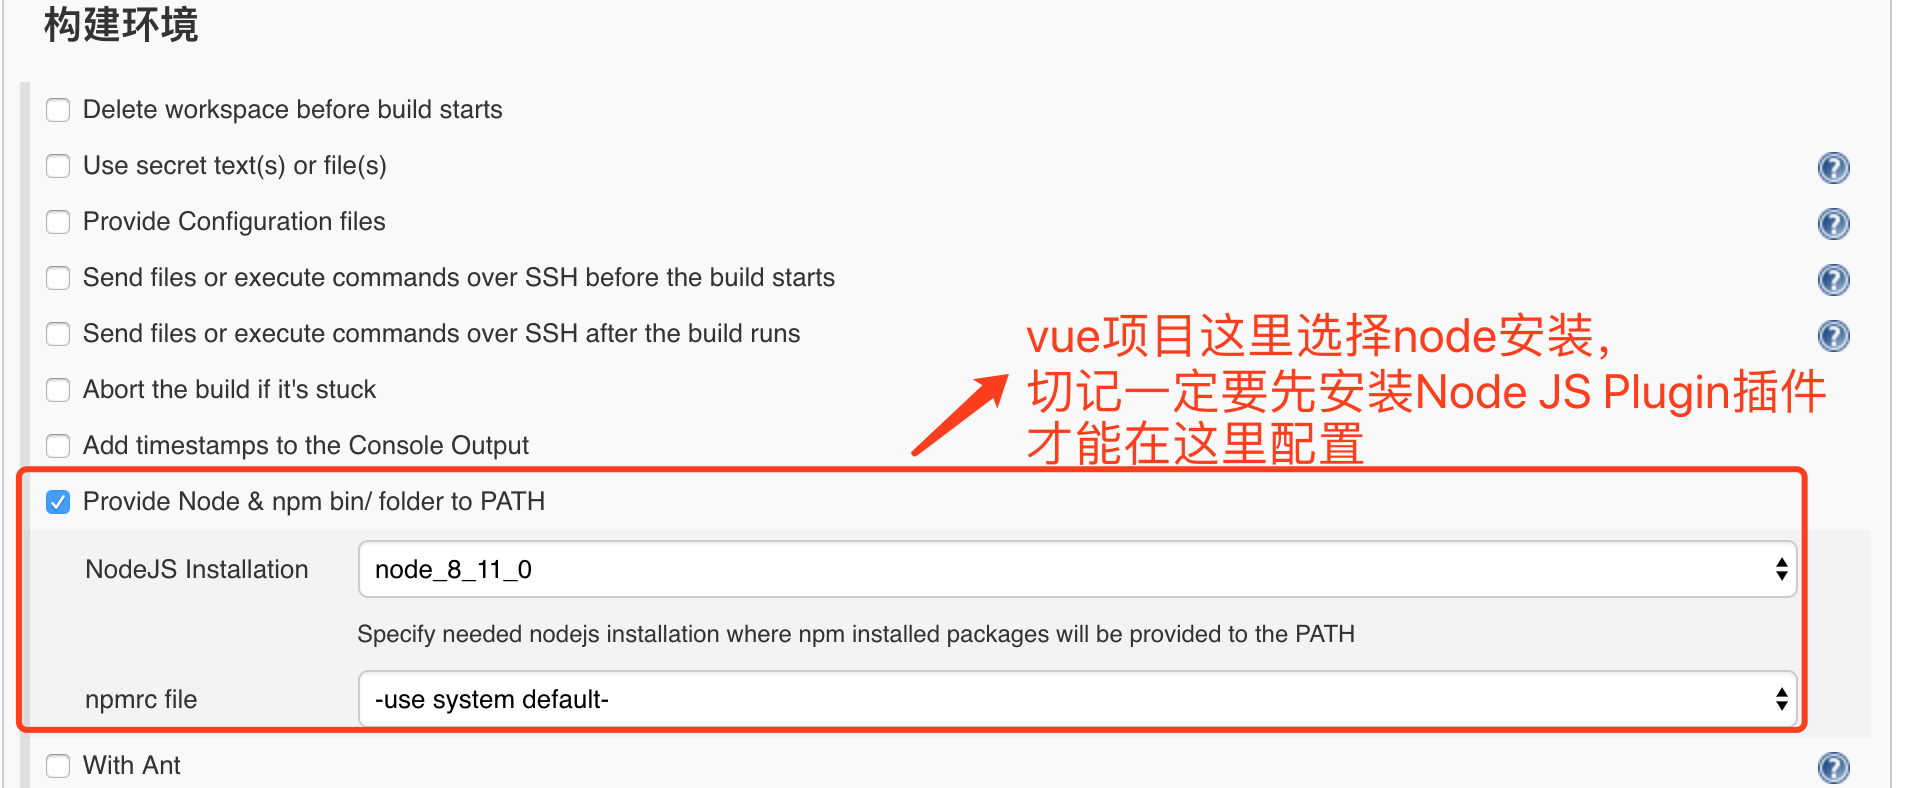 构建环境
Delete workspace before build starts
Use secret text(s) or file(s)
Provide Configuration files
Send files or execute commands over SSH before the build starts
Send files or execute commands over SSH after the build runs
Abort the build if it's stuck
Add timestamps to the Console Output
vue项目这里选择node安装，
切记一定要先安装Node JS Plugin插件
才能在这里配置
Provide Node & npm bin/ folder to PATH
NodeJS Installation
node_8_11_0
Specify needed nodejs installation where npm installed packages will be provided to the PATH
npmrc file
-use system default-
With Ant